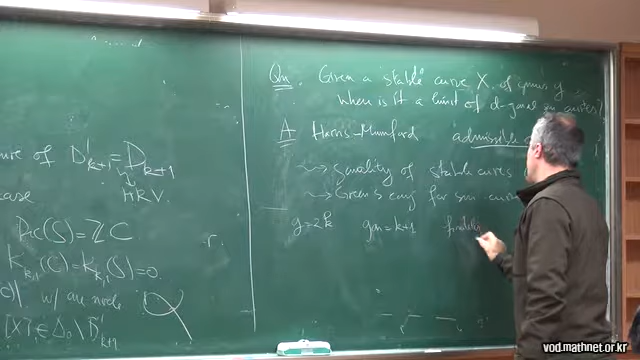 ure of D'k+1 = Dk+1
HRV.
case
Pic(S) = ZC
Kk,1(C) = Kk,1(S) = 0.
w/ one node
[X] ∈ Δ0 \ D̄'k+1
Qn. Given a stable curve X of genus g
when is it a limit of d-gonal sm curves?
A Harris-Mumford admissible
⇝ gonality of stable curves
⇝ Green's conj for sm curv
g = 2k gon = k+1
vod.mathnet.or.kr